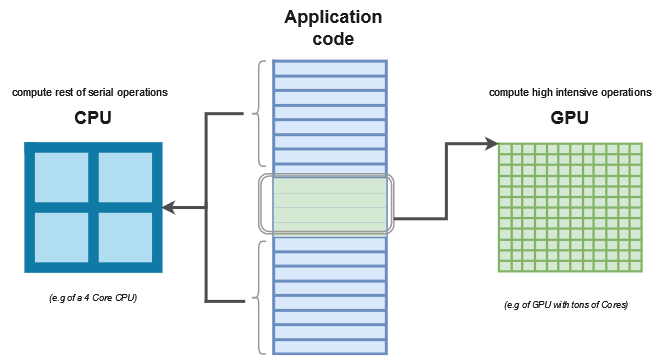 Application
code
compute rest of serial operations
CPU
(e.g of a 4 Core CPU)
compute high intensive operations
GPU
(e.g of GPU with tons of Cores)